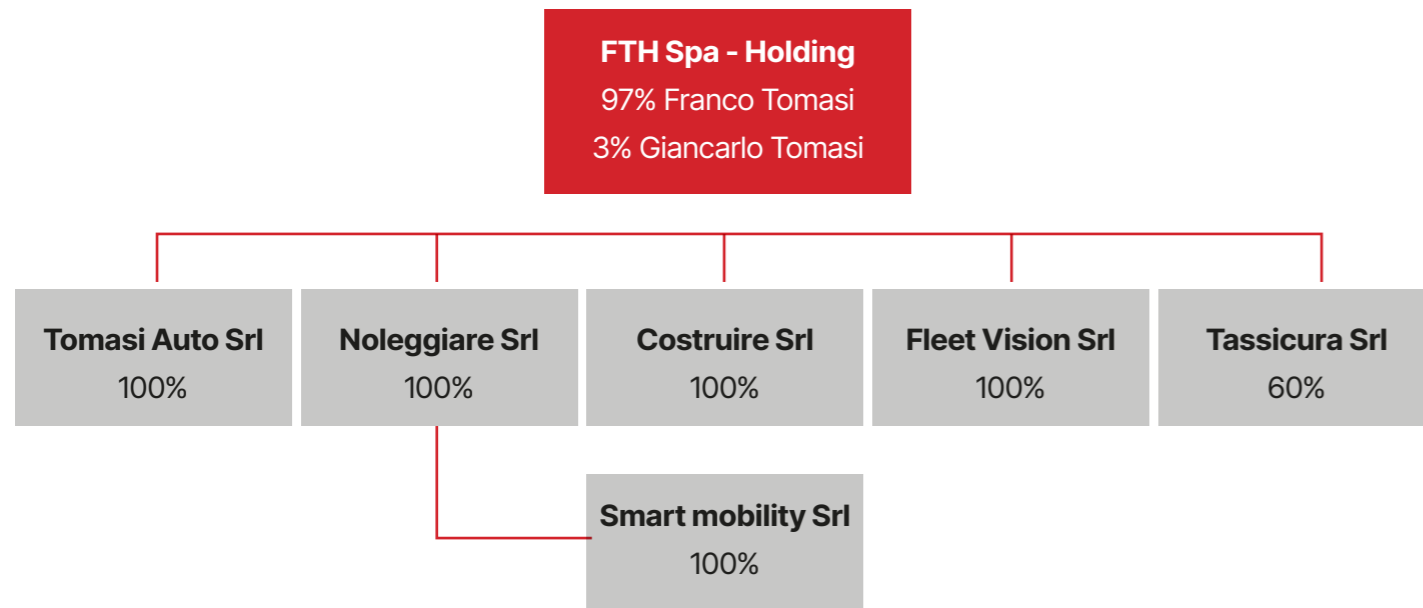 FTH Spa - Holding
97% Franco Tomasi
3% Giancarlo Tomasi
Tomasi Auto Srl
100%
Noleggiare Srl
100%
Costruire Srl
100%
Fleet Vision Srl
100%
Tassicura Srl
60%
Smart mobility Srl
100%